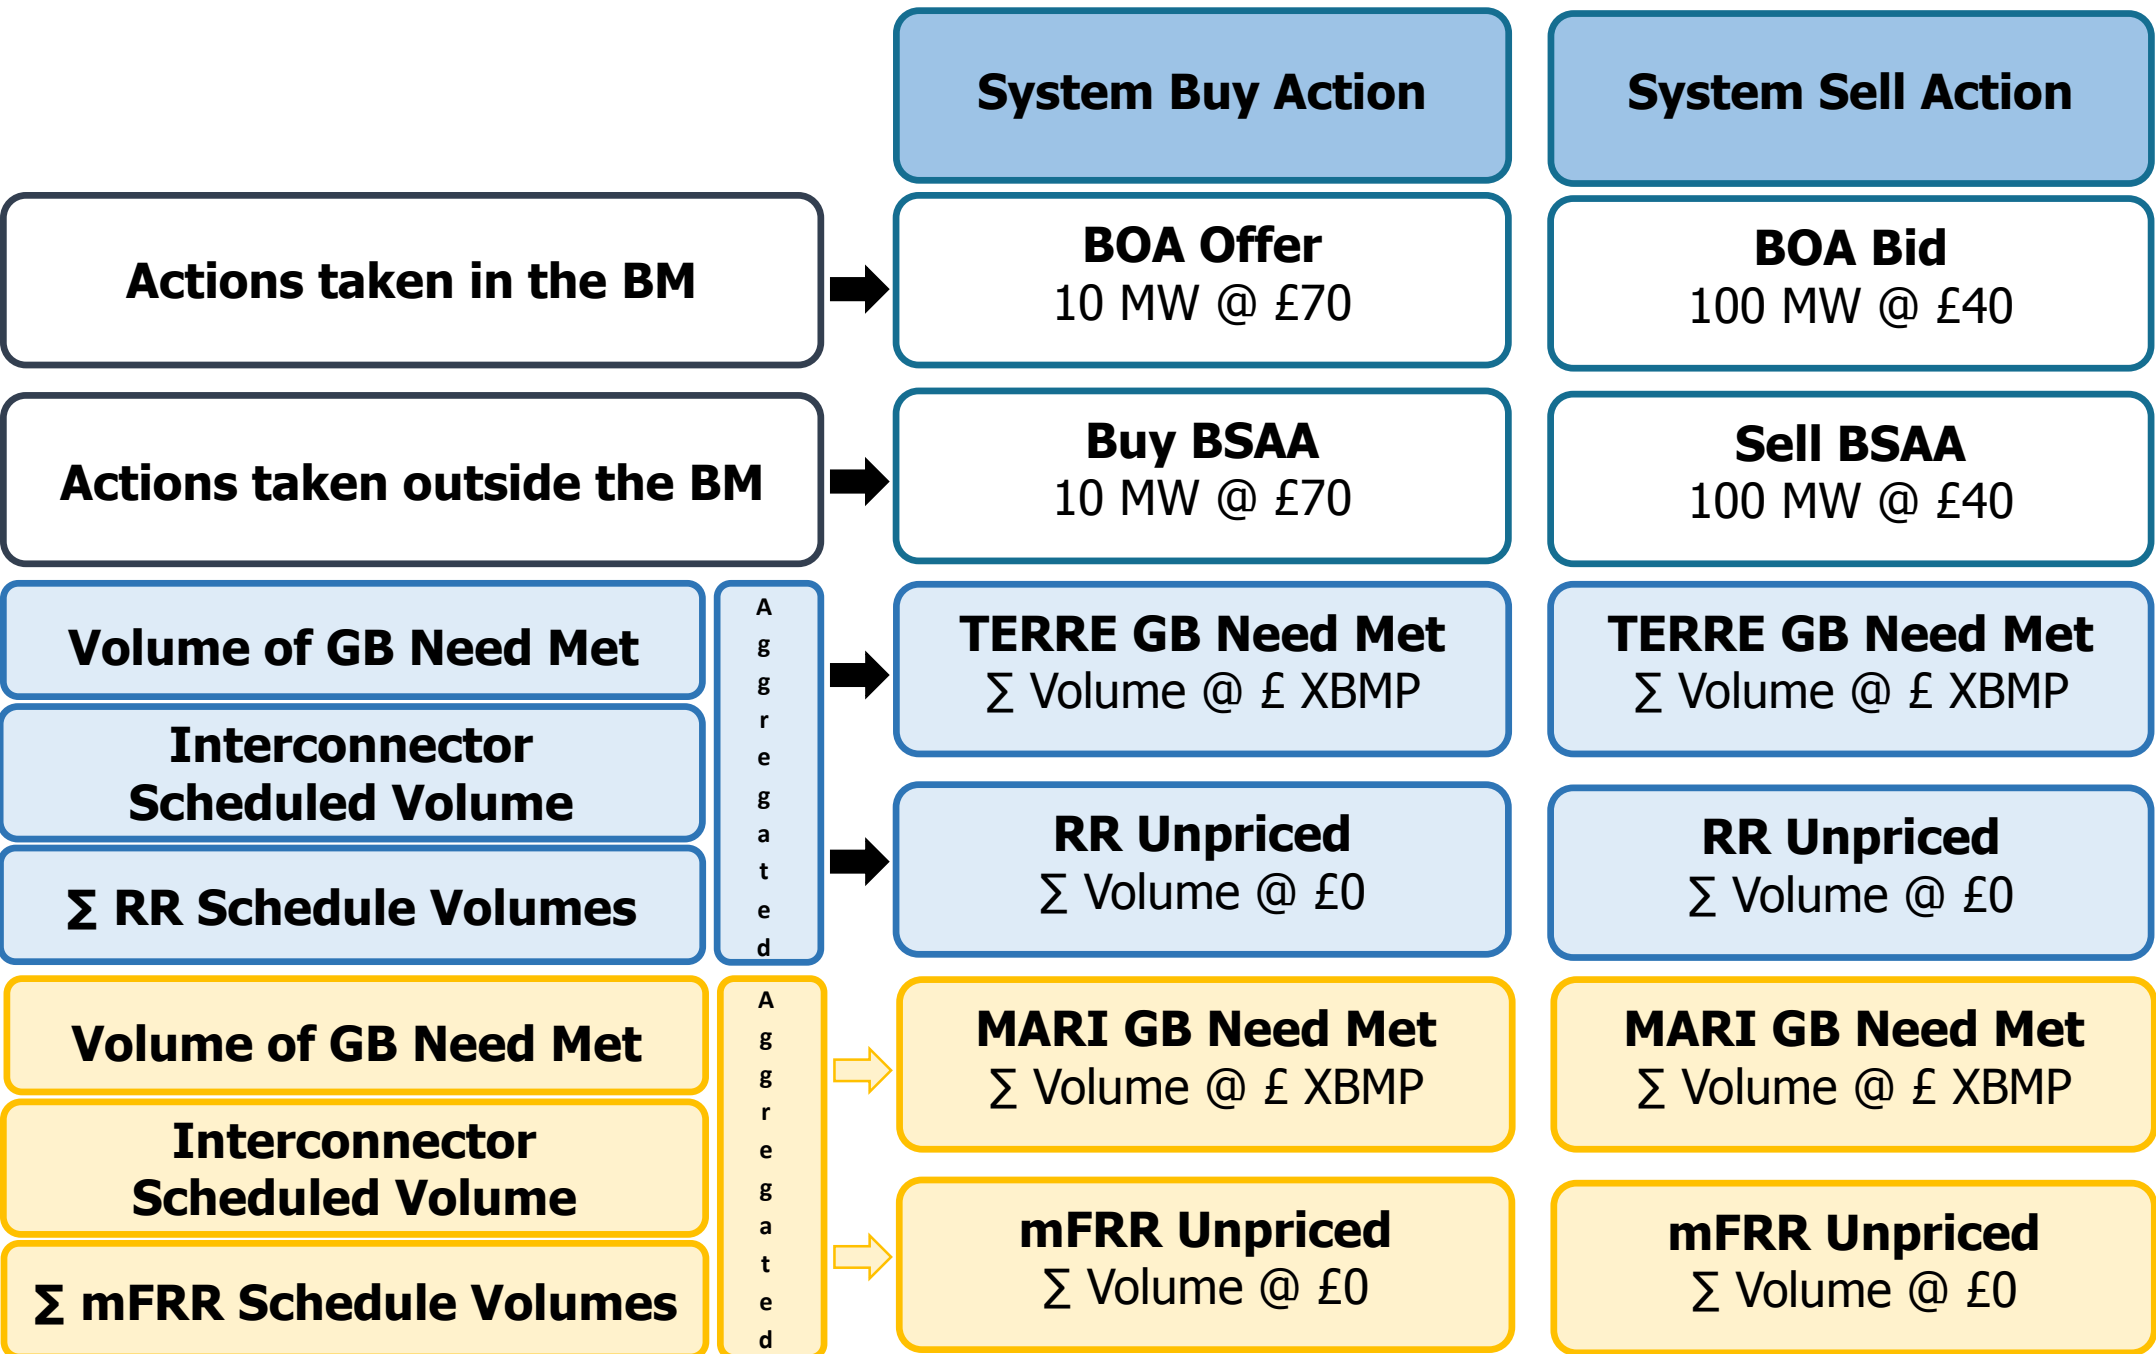 System Buy Action
System Sell Action
Actions taken in the BM
BOA Offer
10 MW @ £70
BOA Bid
100 MW @ £40
Actions taken outside the BM
Buy BSAA
10 MW @ £70
Sell BSAA
100 MW @ £40
Volume of GB Need Met
Interconnector
Scheduled Volume
∑ RR Schedule Volumes
A
g
g
r
e
g
a
t
e
d
TERRE GB Need Met
∑ Volume @ £ XBMP
TERRE GB Need Met
∑ Volume @ £ XBMP
RR Unpriced
∑ Volume @ £0
RR Unpriced
∑ Volume @ £0
Volume of GB Need Met
Interconnector
Scheduled Volume
∑ mFRR Schedule Volumes
A
g
g
r
e
g
a
t
e
d
MARI GB Need Met
∑ Volume @ £ XBMP
MARI GB Need Met
∑ Volume @ £ XBMP
mFRR Unpriced
∑ Volume @ £0
mFRR Unpriced
∑ Volume @ £0